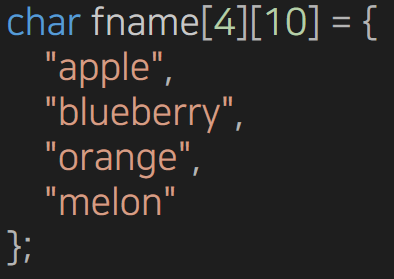 char fname[4][10] = {
    "apple",
    "blueberry",
    "orange",
    "melon"
};